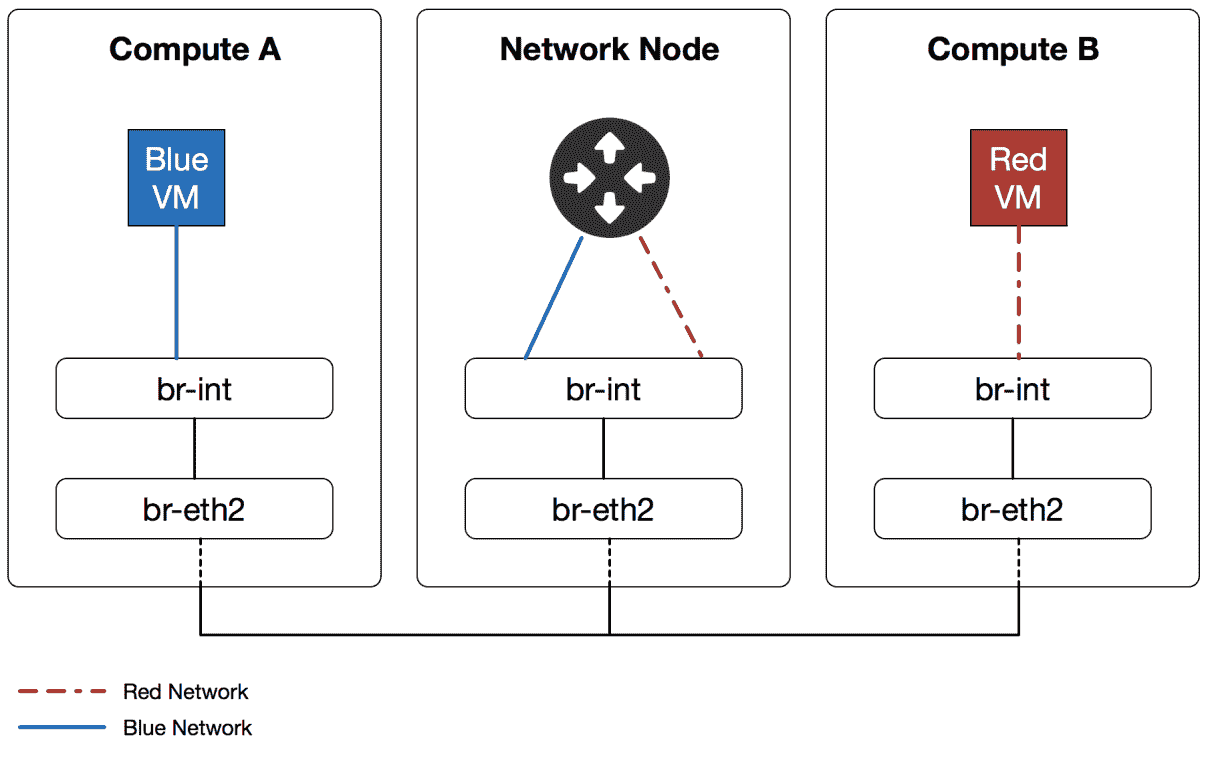 Compute A
Network Node
Compute B
Blue
VM
Red
VM
br-int
br-int
br-int
br-eth2
br-eth2
br-eth2
Red Network
Blue Network